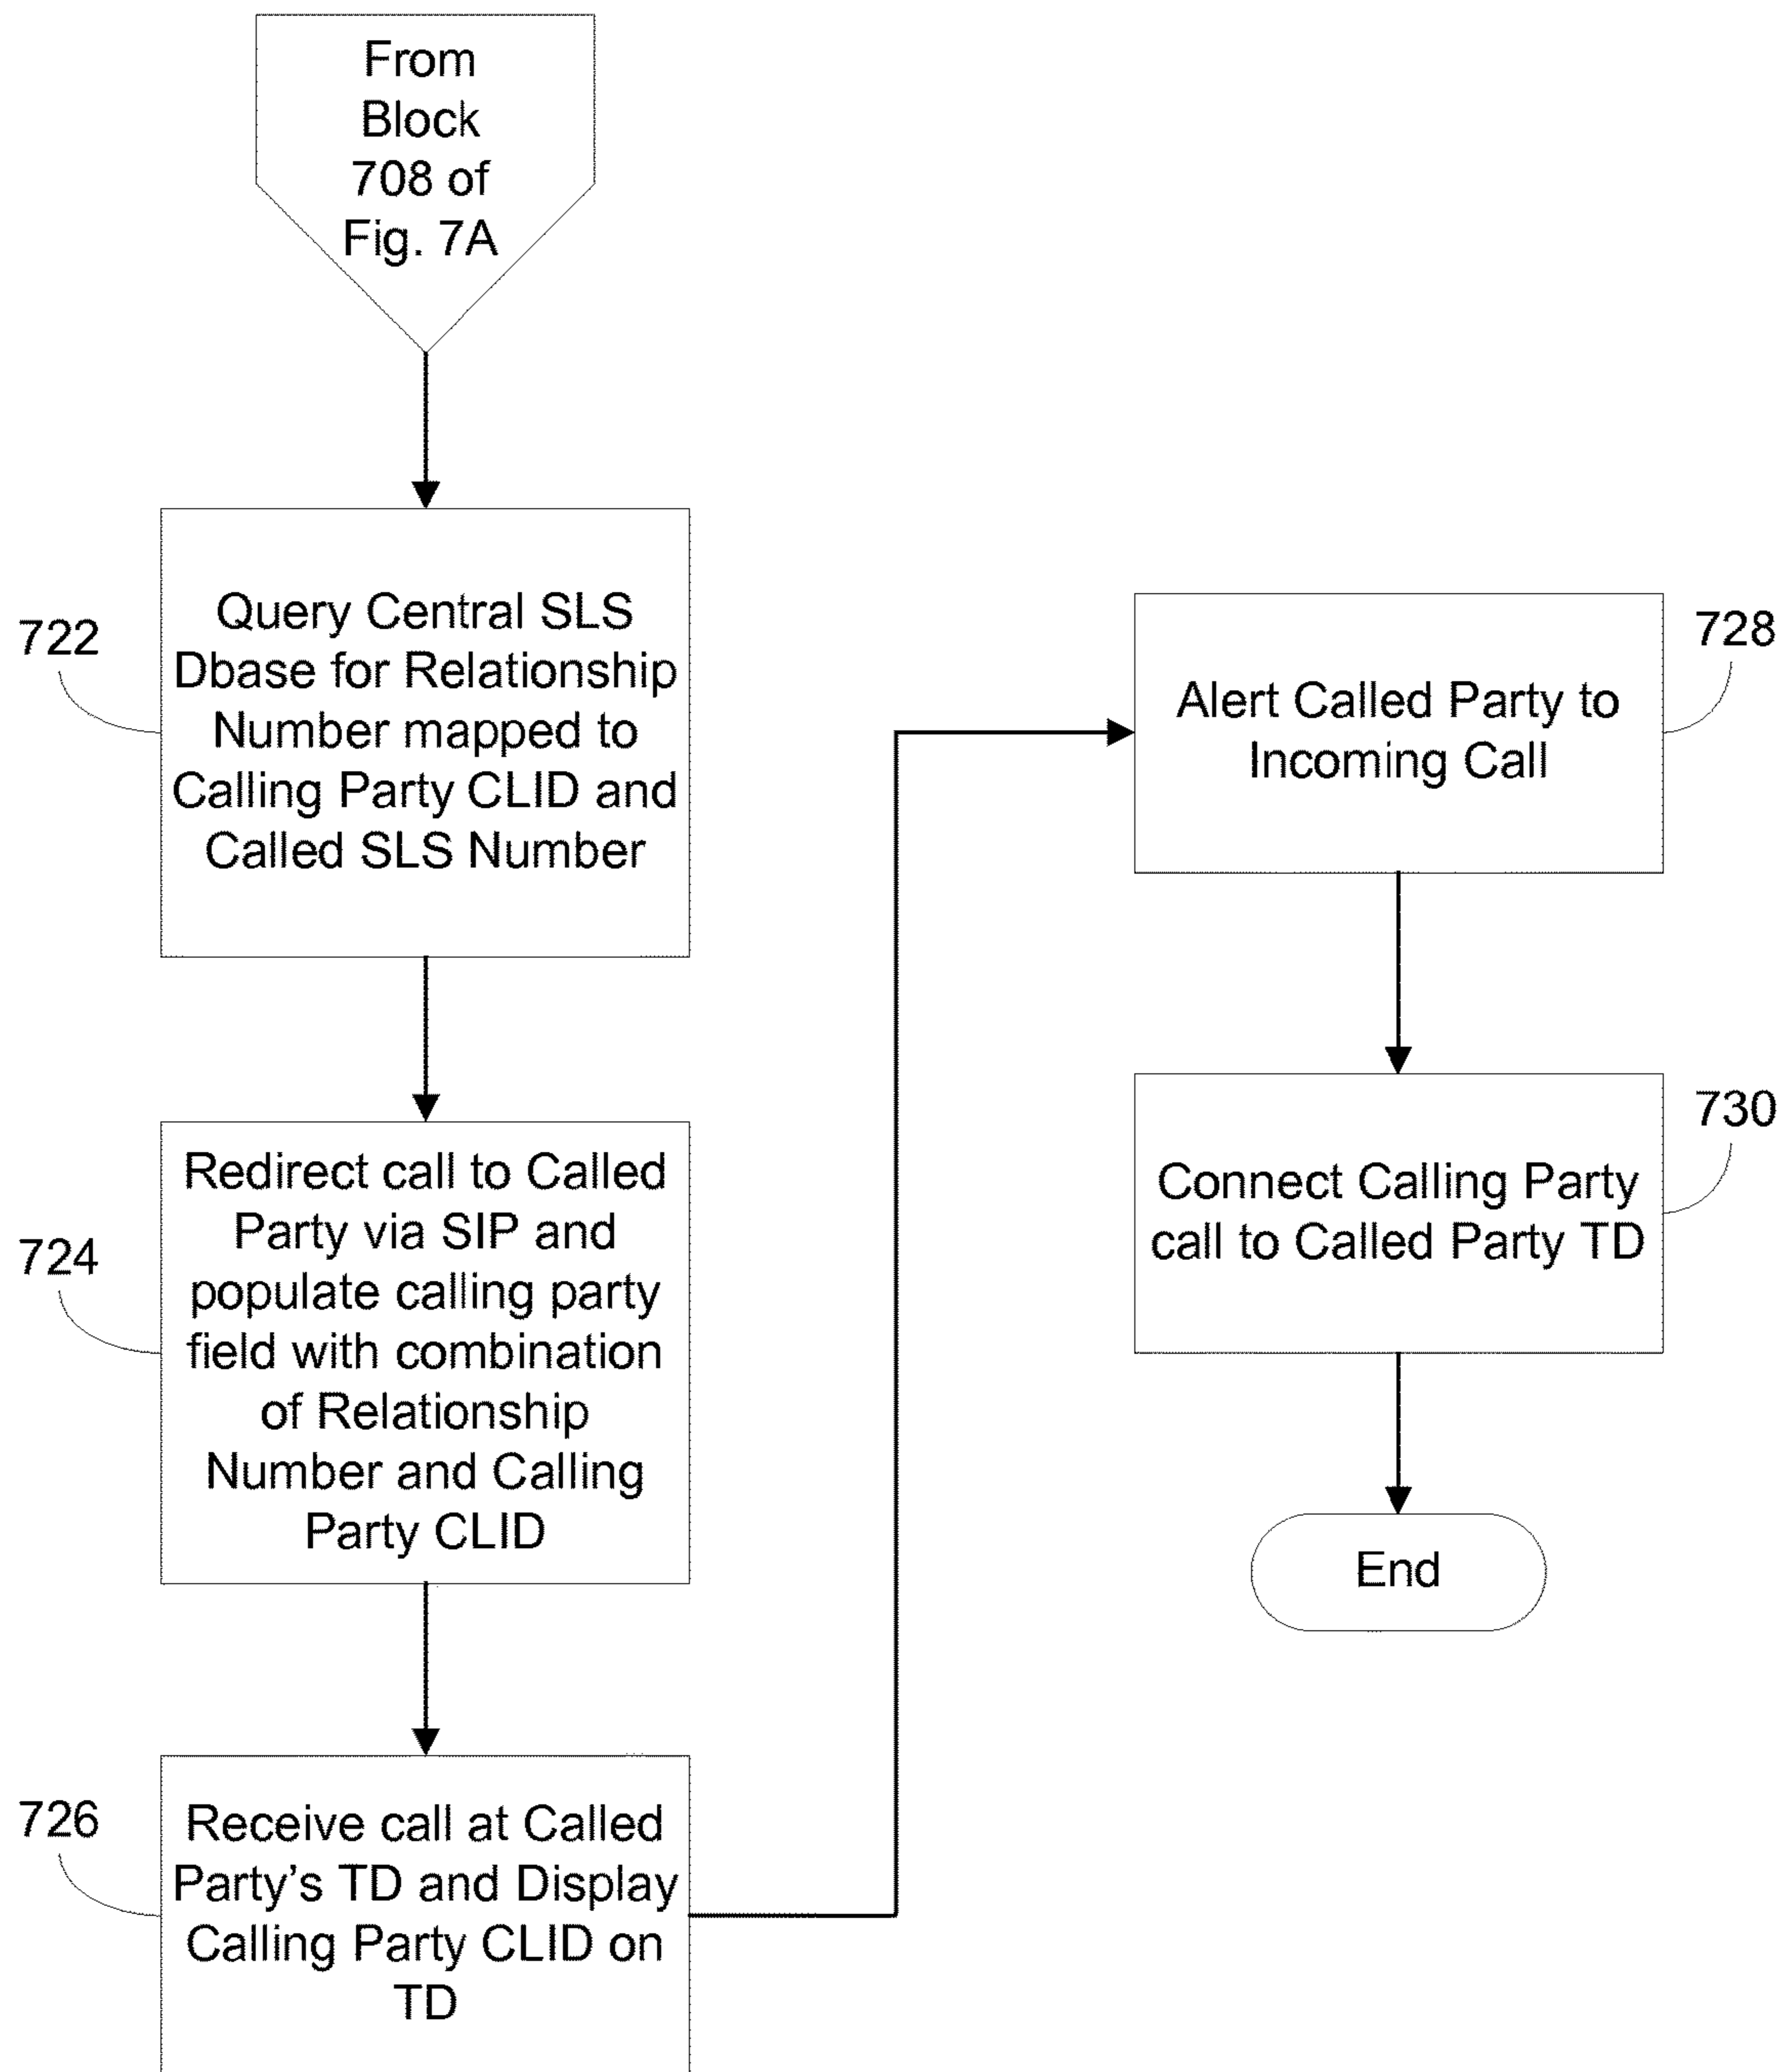 From
Block
708 of
Fig. 7A
722
Query Central SLS
Dbase for Relationship
Number mapped to
Calling Party CLID and
Called SLS Number
724
Redirect call to Called
Party via SIP and
populate calling party
field with combination
of Relationship
Number and Calling
Party CLID
726
Receive call at Called
Party’s TD and Display
Calling Party CLID on
TD
728
Alert Called Party to
Incoming Call
730
Connect Calling Party
call to Called Party TD
End